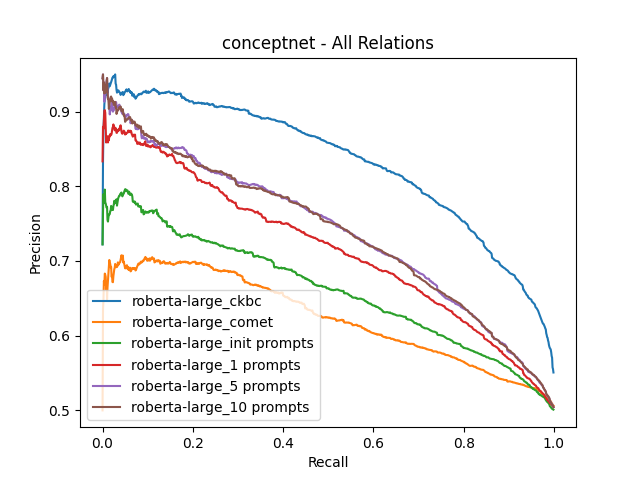 conceptnet - All Relations
Precision
0.9
0.8
0.7
0.6
0.5
roberta-large_ckbc
roberta-large_comet
roberta-large_init prompts
roberta-large_1 prompts
roberta-large_5 prompts
roberta-large_10 prompts
0.0 0.2 0.4 0.6 0.8 1.0
Recall